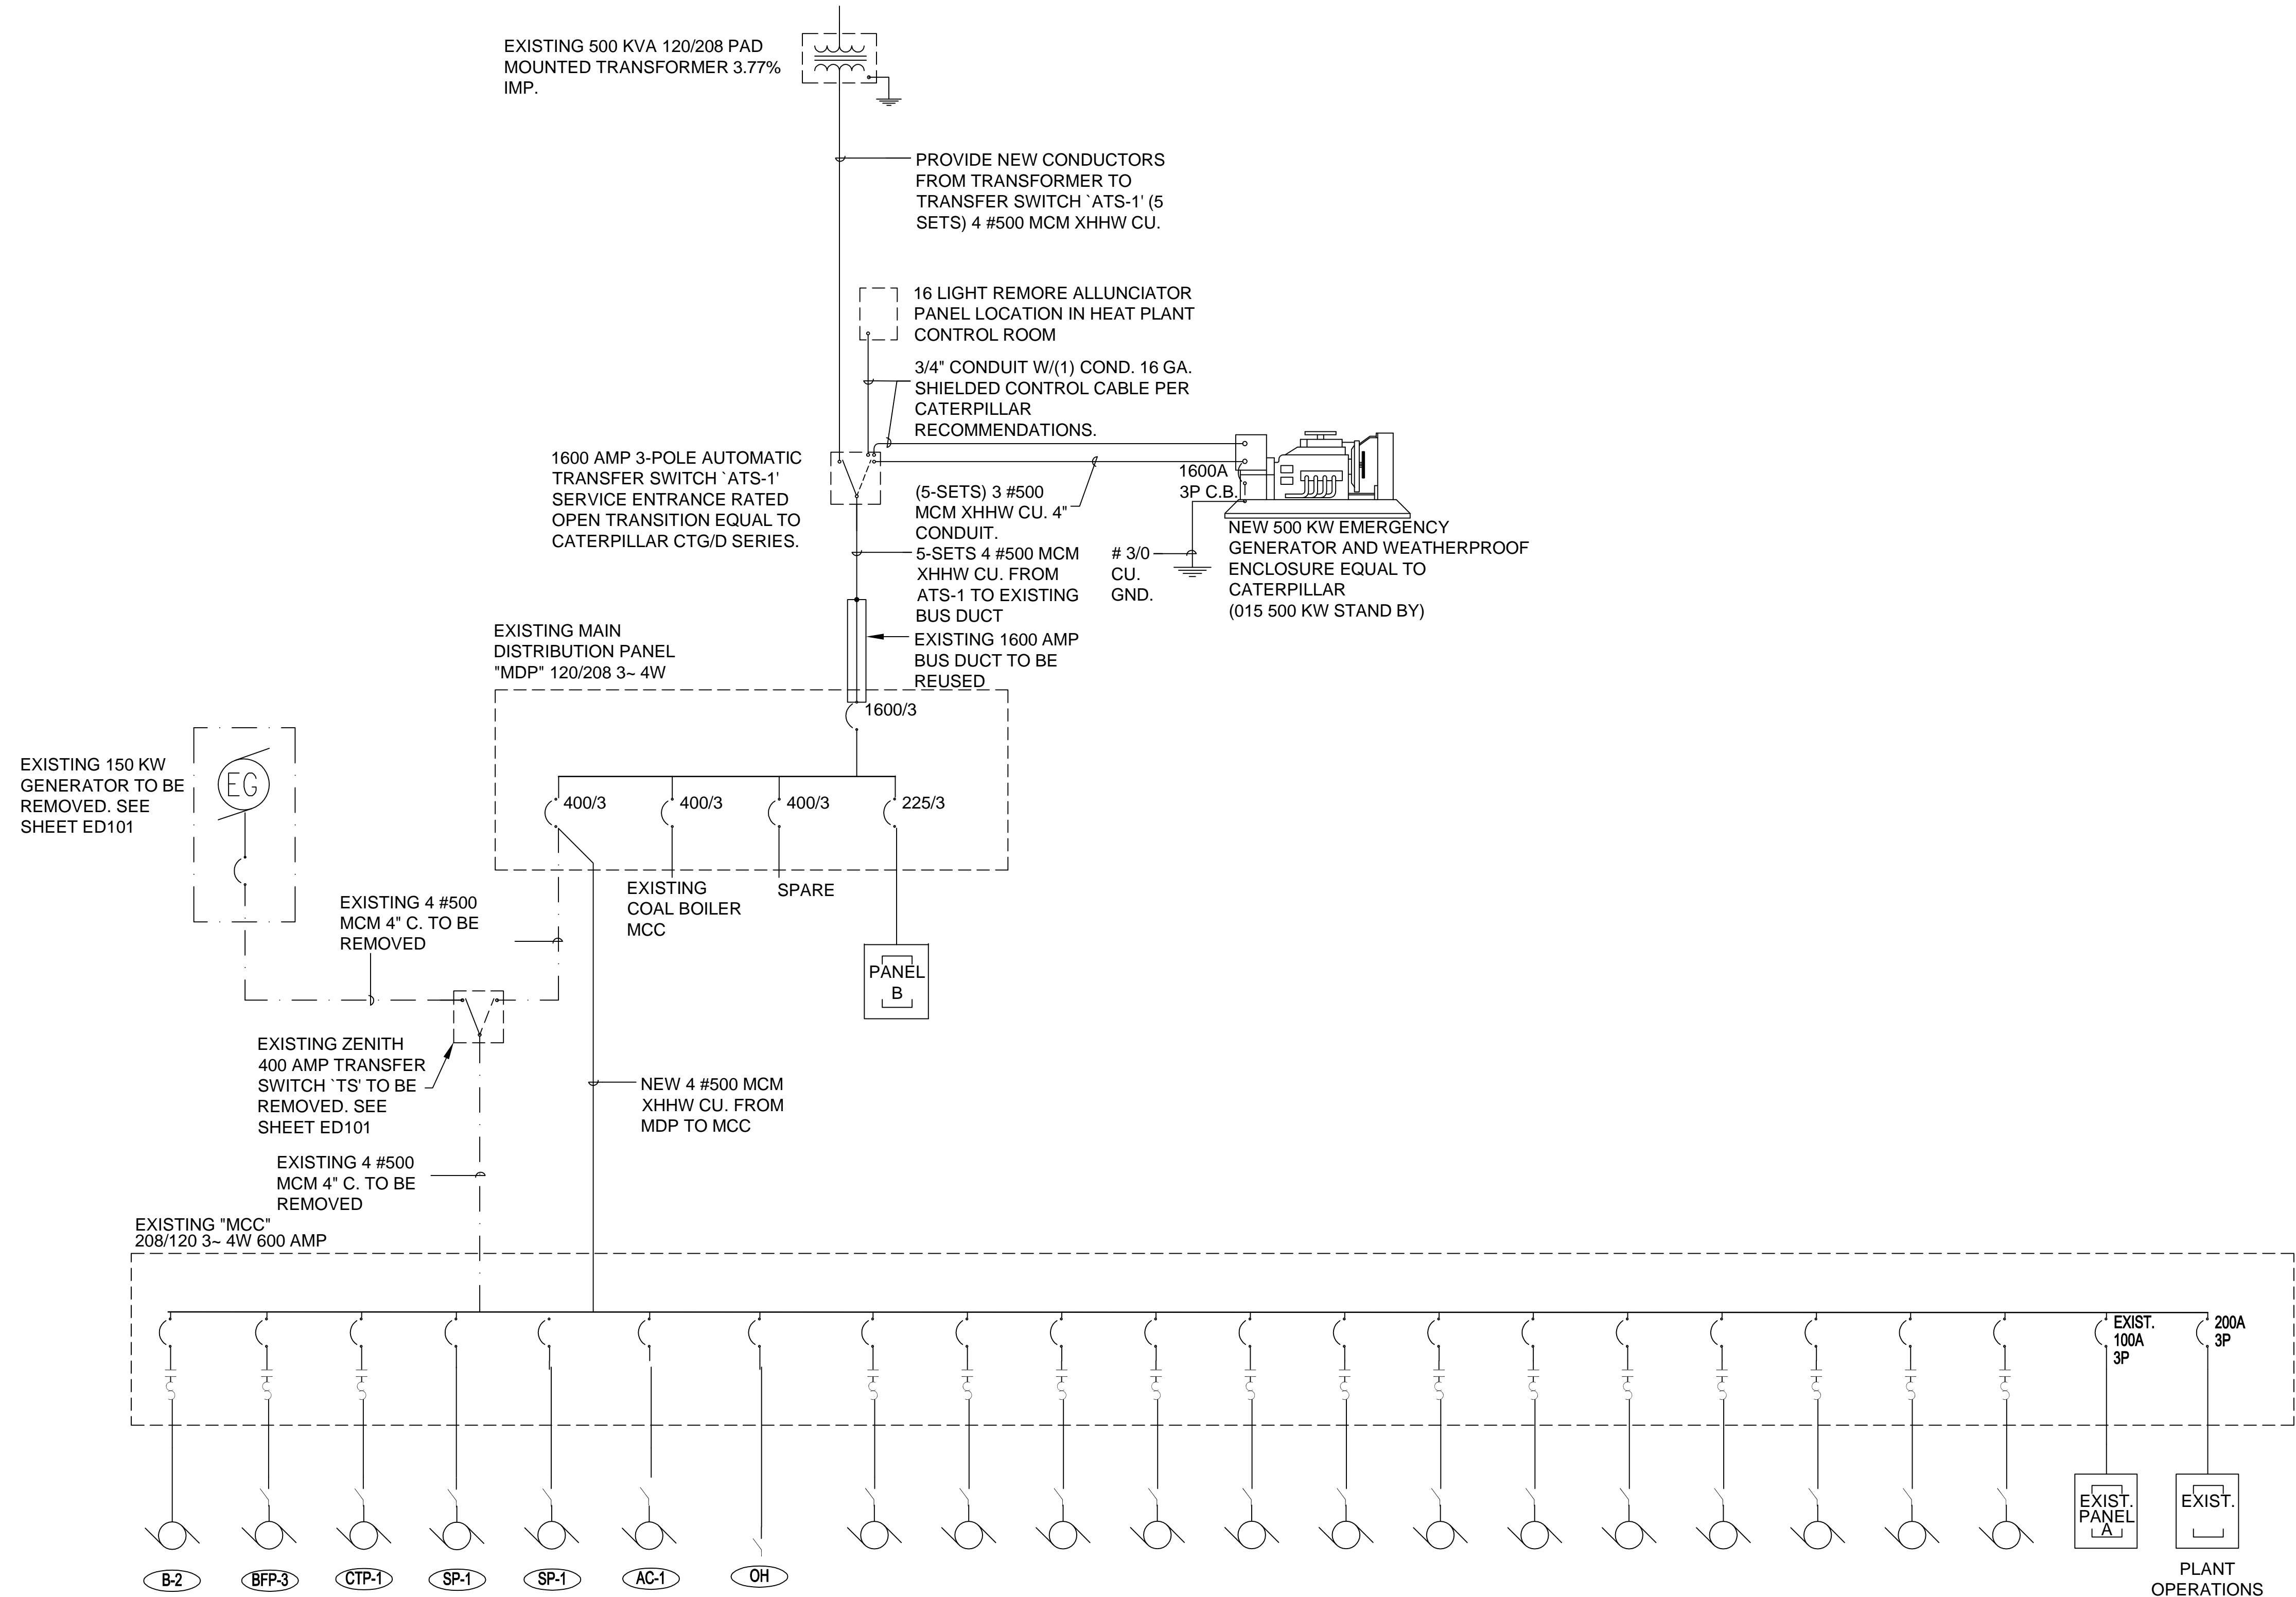 EXISTING 500 KVA 120/208 PAD
MOUNTED TRANSFORMER 3.77%
IMP.
PROVIDE NEW CONDUCTORS
FROM TRANSFORMER TO
TRANSFER SWITCH `ATS-1' (5
SETS) 4 #500 MCM XHHW CU.
16 LIGHT REMORE ALLUNCIATOR
PANEL LOCATION IN HEAT PLANT
CONTROL ROOM
3/4" CONDUIT W/(1) COND. 16 GA.
SHIELDED CONTROL CABLE PER
CATERPILLAR
RECOMMENDATIONS.
1600 AMP 3-POLE AUTOMATIC
TRANSFER SWITCH `ATS-1'
SERVICE ENTRANCE RATED
OPEN TRANSITION EQUAL TO
CATERPILLAR CTG/D SERIES.
1600A
3P C.B.
(5-SETS) 3 #500
MCM XHHW CU. 4"
CONDUIT.
NEW 500 KW EMERGENCY
GENERATOR AND WEATHERPROOF
ENCLOSURE EQUAL TO
CATERPILLAR
(015 500 KW STAND BY)
5-SETS 4 #500 MCM
XHHW CU. FROM
ATS-1 TO EXISTING
BUS DUCT
# 3/0
CU.
GND.
EXISTING 1600 AMP
BUS DUCT TO BE
REUSED
EXISTING MAIN
DISTRIBUTION PANEL
"MDP" 120/208 3~ 4W
1600/3
400/3
400/3
400/3
225/3
EXISTING 150 KW
GENERATOR TO BE
REMOVED. SEE
SHEET ED101
EG
EXISTING
COAL BOILER
MCC
SPARE
EXISTING 4 #500
MCM 4" C. TO BE
REMOVED
PANEL
B
EXISTING ZENITH
400 AMP TRANSFER
SWITCH `TS' TO BE
REMOVED. SEE
SHEET ED101
NEW 4 #500 MCM
XHHW CU. FROM
MDP TO MCC
EXISTING 4 #500
MCM 4" C. TO BE
REMOVED
EXISTING "MCC"
208/120 3~ 4W 600 AMP
EXIST.
100A
3P
200A
3P
EXIST.
PANEL
A
EXIST.
B-2
BFP-3
CTP-1
SP-1
SP-1
AC-1
OH
PLANT
OPERATIONS